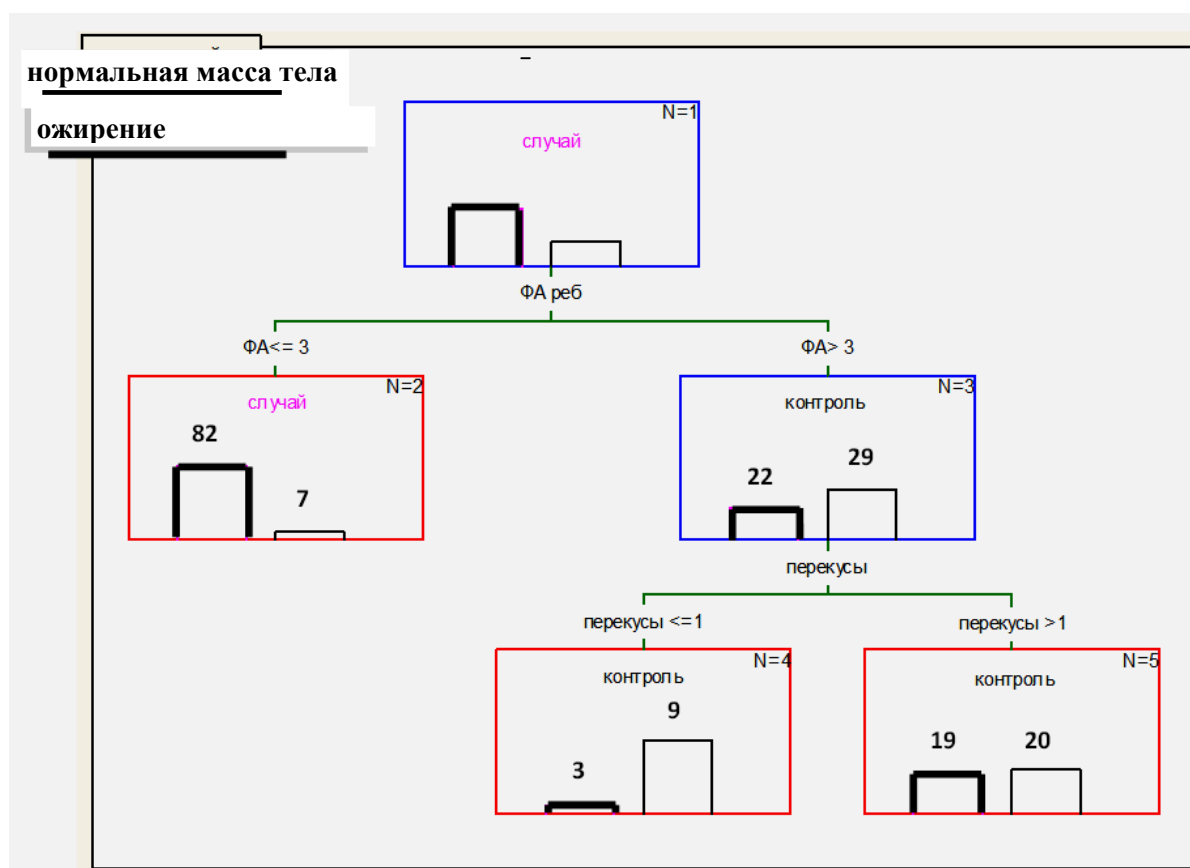 нормальная масса тела
ожирение
N=1
случай
ФА реб
ФА<= 3
ФА> 3
N=2
случай
82
7
N=3
контроль
22
29
перекусы
перекусы <=1
перекусы >1
N=4
контроль
3
9
N=5
контроль
19
20